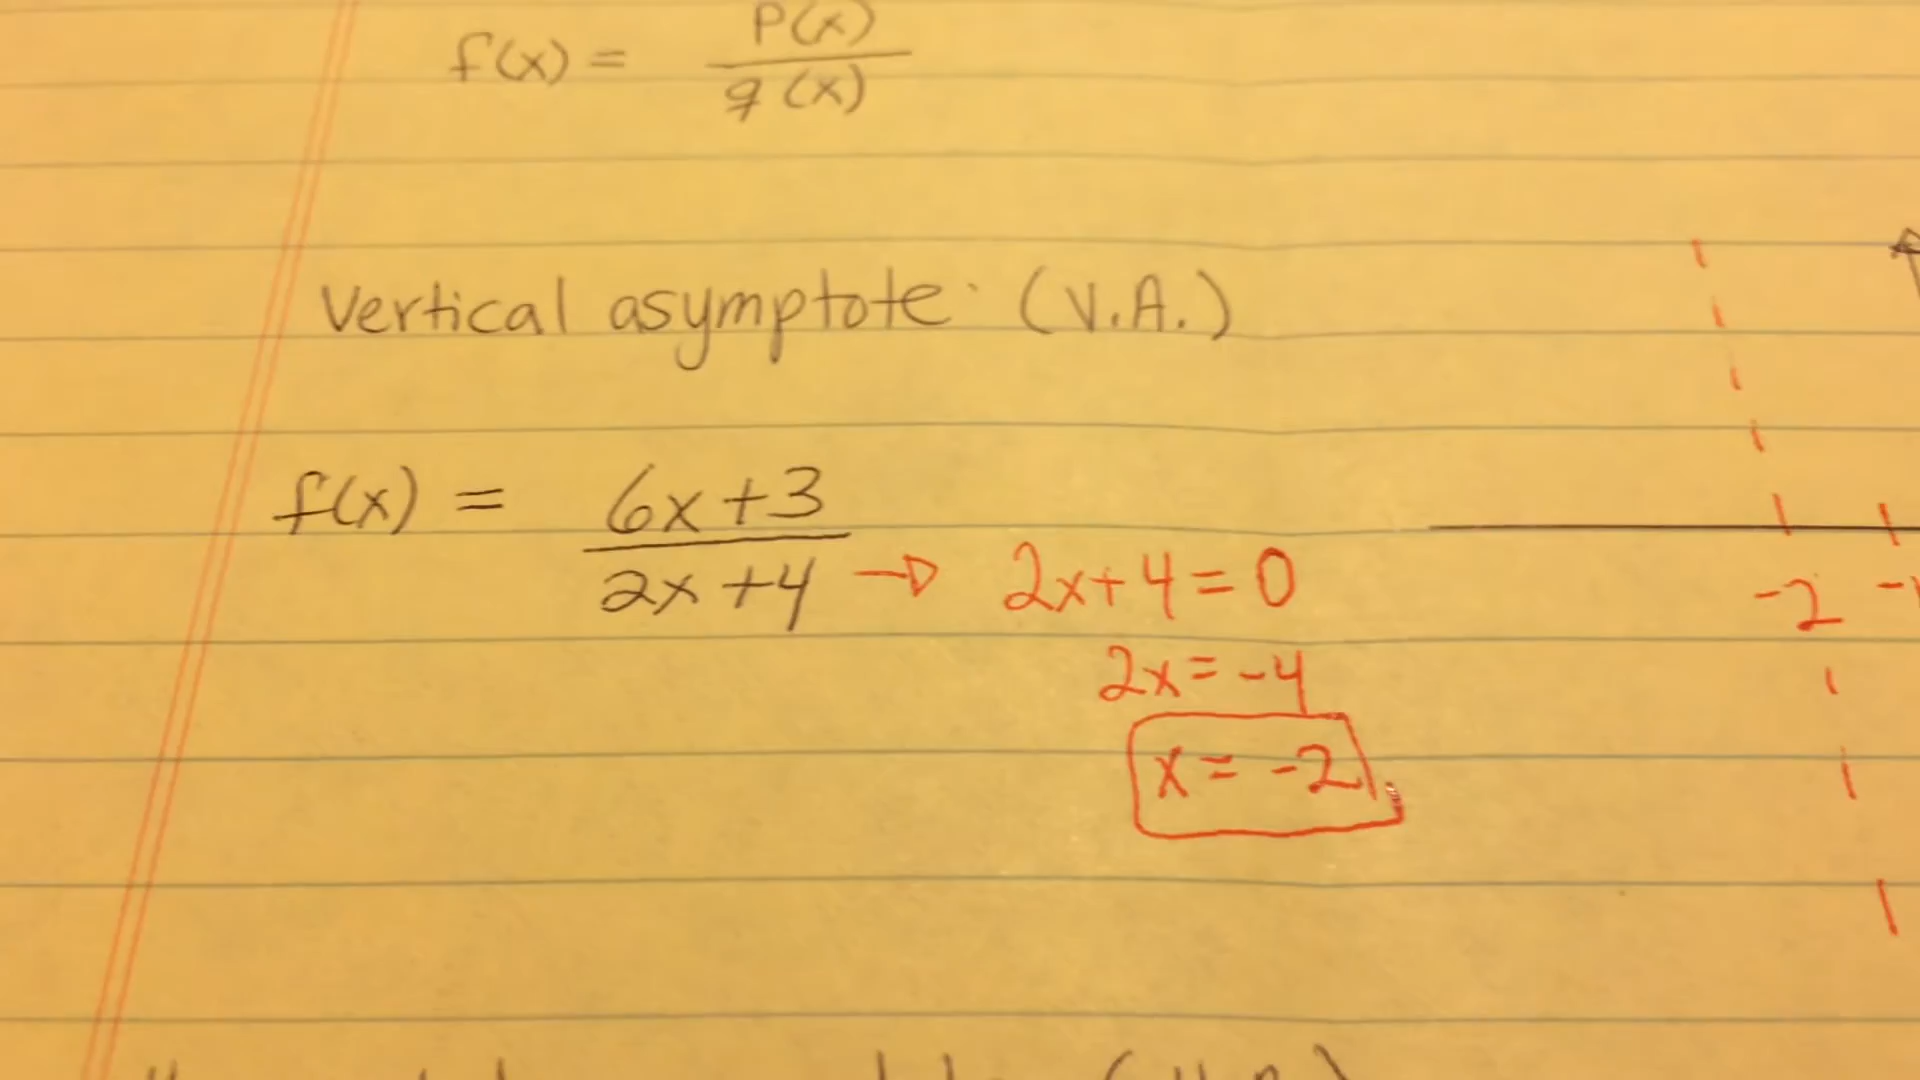 f(x) = P(x)
q(x)
Vertical asymptote: (V.A.)
f(x) = 6x+3
2x+4 → 2x+4=0
2x=-4
x=-2
-2
(H.A.)